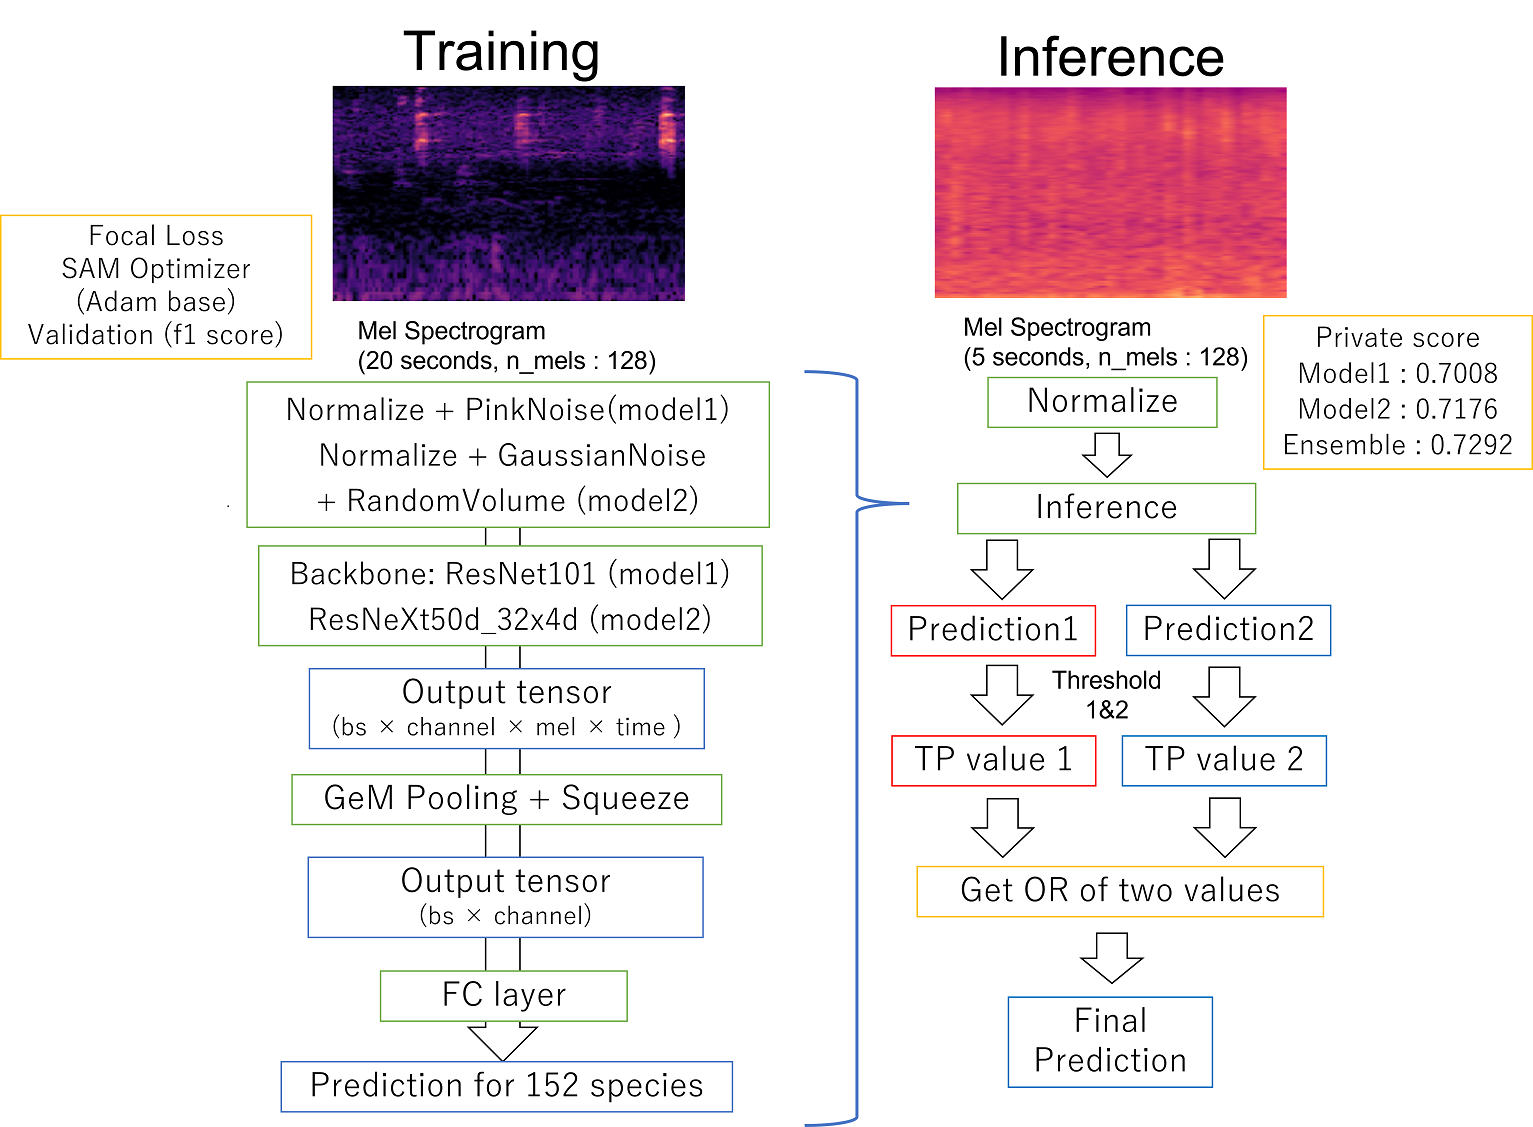 Training
Focal Loss
SAM Optimizer
(Adam base)
Validation (f1 score)
Mel Spectrogram
(20 seconds, n_mels : 128)
Normalize + PinkNoise(model1)
Normalize + GaussianNoise
+ RandomVolume (model2)
Backbone: ResNet101 (model1)
ResNeXt50d_32x4d (model2)
Output tensor
(bs × channel × mel × time )
GeM Pooling + Squeeze
Output tensor
(bs × channel)
FC layer
Prediction for 152 species
Inference
Mel Spectrogram
(5 seconds, n_mels : 128)
Private score
Model1 : 0.7008
Model2 : 0.7176
Ensemble : 0.7292
Normalize
Inference
Prediction1
Prediction2
Threshold
1&2
TP value 1
TP value 2
Get OR of two values
Final
Prediction